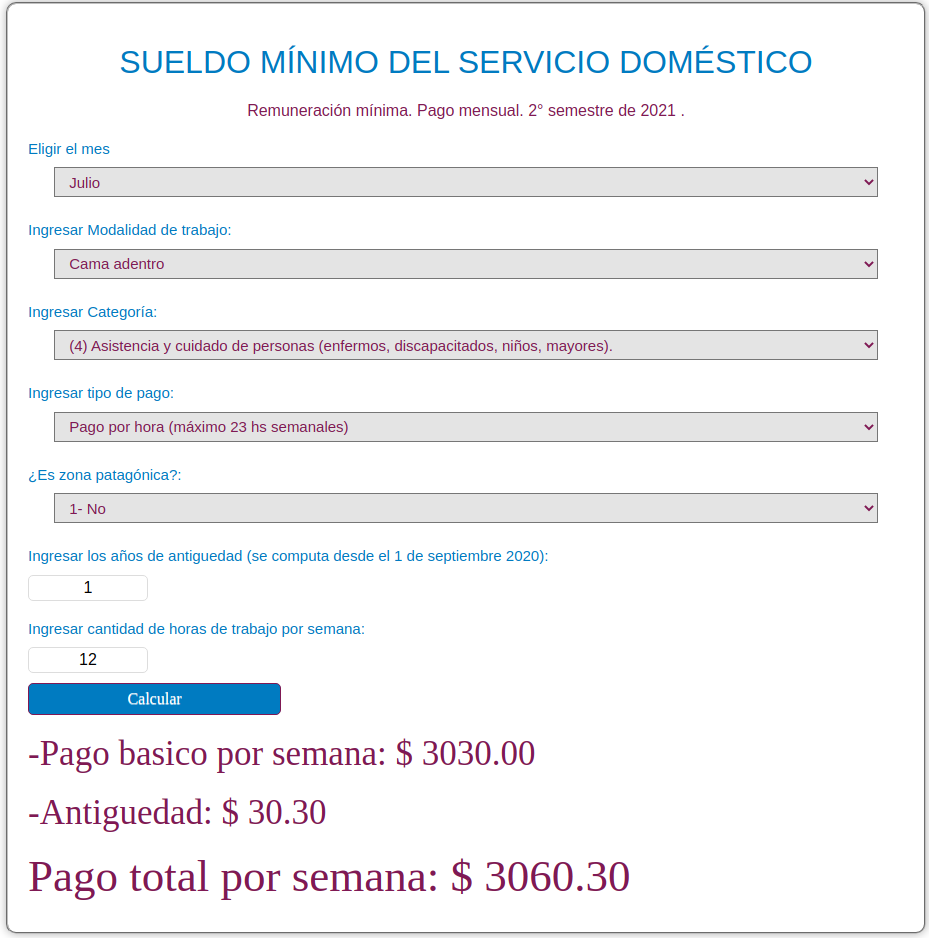 SUELDO MÍNIMO DEL SERVICIO DOMÉSTICO
Remuneración mínima. Pago mensual. 2° semestre de 2021 .
Eligir el mes
Julio
Ingresar Modalidad de trabajo:
Cama adentro
Ingresar Categoría:
(4) Asistencia y cuidado de personas (enfermos, discapacitados, niños, mayores).
Ingresar tipo de pago:
Pago por hora (máximo 23 hs semanales)
¿Es zona patagónica?:
1- No
Ingresar los años de antiguedad (se computa desde el 1 de septiembre 2020):
1
Ingresar cantidad de horas de trabajo por semana:
12
Calcular
-Pago basico por semana: $ 3030.00
-Antiguedad: $ 30.30
Pago total por semana: $ 3060.30